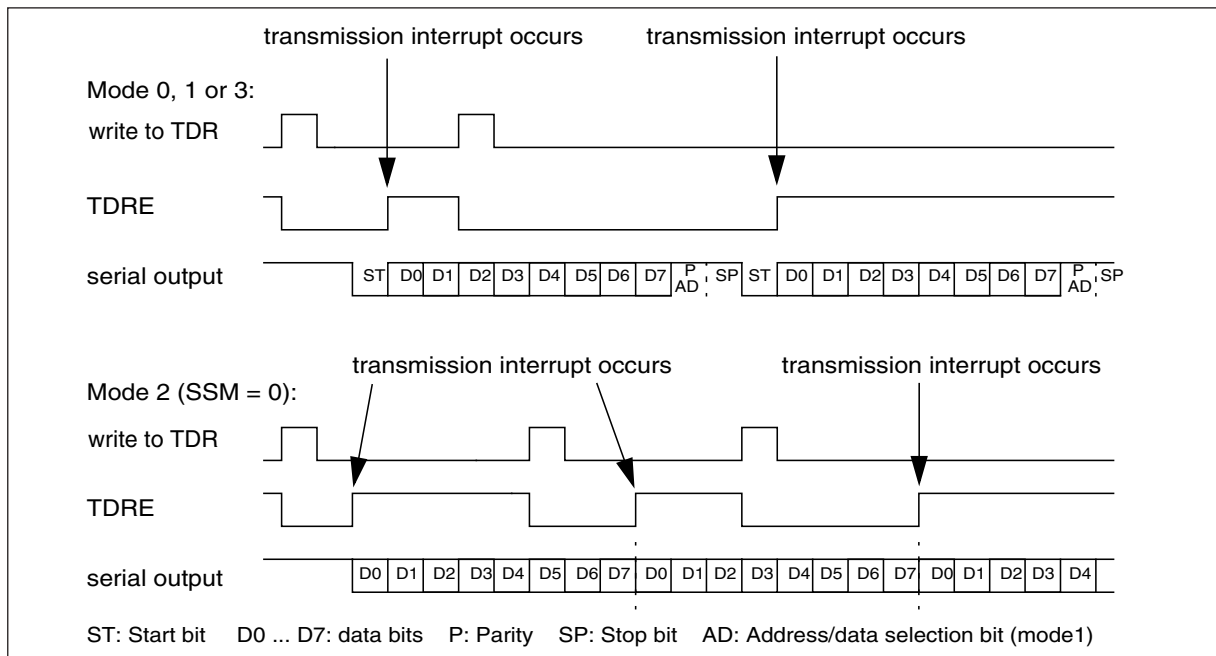 transmission interrupt occurs transmission interrupt occurs
Mode 0, 1 or 3:
write to TDR
TDRE
serial output ST D0 D1 D2 D3 D4 D5 D6 D7 P AD SP ST D0 D1 D2 D3 D4 D5 D6 D7 P AD SP
transmission interrupt occurs transmission interrupt occurs
Mode 2 (SSM = 0):
write to TDR
TDRE
serial output D0 D1 D2 D3 D4 D5 D6 D7 D0 D1 D2 D3 D4 D5 D6 D7 D0 D1 D2 D3 D4
ST: Start bit D0 ... D7: data bits P: Parity SP: Stop bit AD: Address/data selection bit (mode1)